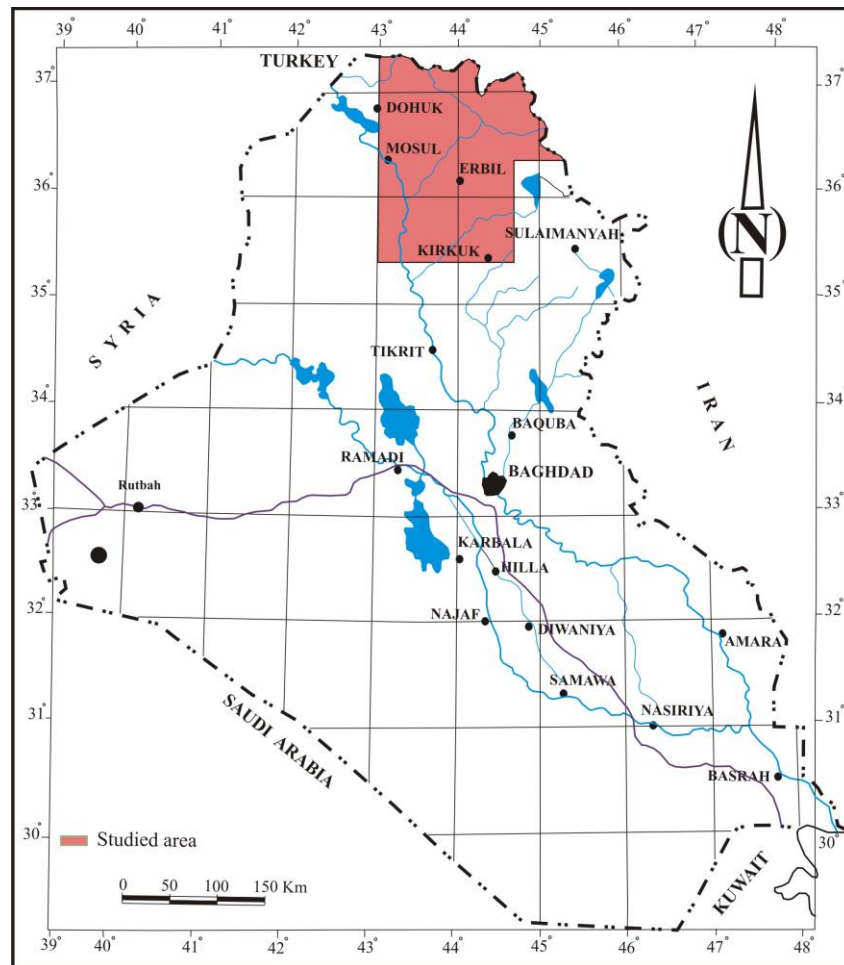 39° 40° 41° 42° 43° 44° 45° 46° 47° 48°
TURKEY
37° 37°
DOHUK
MOSUL
ERBIL
36° 36°
(N)
SULAIMANYAH
KIRKUK
35° 35°
SYRIA
TIKRIT
IRAN
34° 34°
BAQUBA
RAMADI
BAGHDAD
Rutbah
33° 33°
KARBALA
HILLA
32° 32°
NAJAF
DIWANIYA
AMARA
SAMAWA
31° 31°
SAUDI ARABIA
NASIRIYA
BASRAH
30° 30°
Studied area
KUWAIT
0 50 100 150 Km
39° 40° 41° 42° 43° 44° 45° 46° 47° 48°